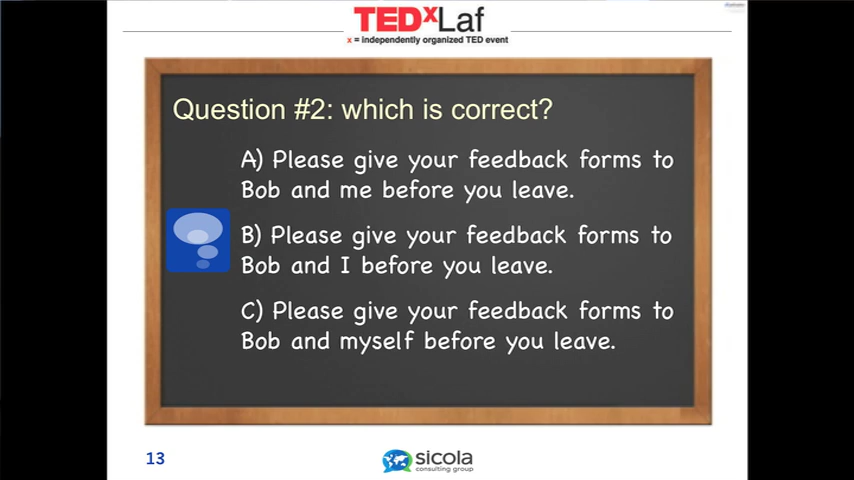 TEDxLaf
x = independently organized TED event
Question #2: which is correct?
A) Please give your feedback forms to
Bob and me before you leave.
B) Please give your feedback forms to
Bob and I before you leave.
C) Please give your feedback forms to
Bob and myself before you leave.
13
sicola
consulting group